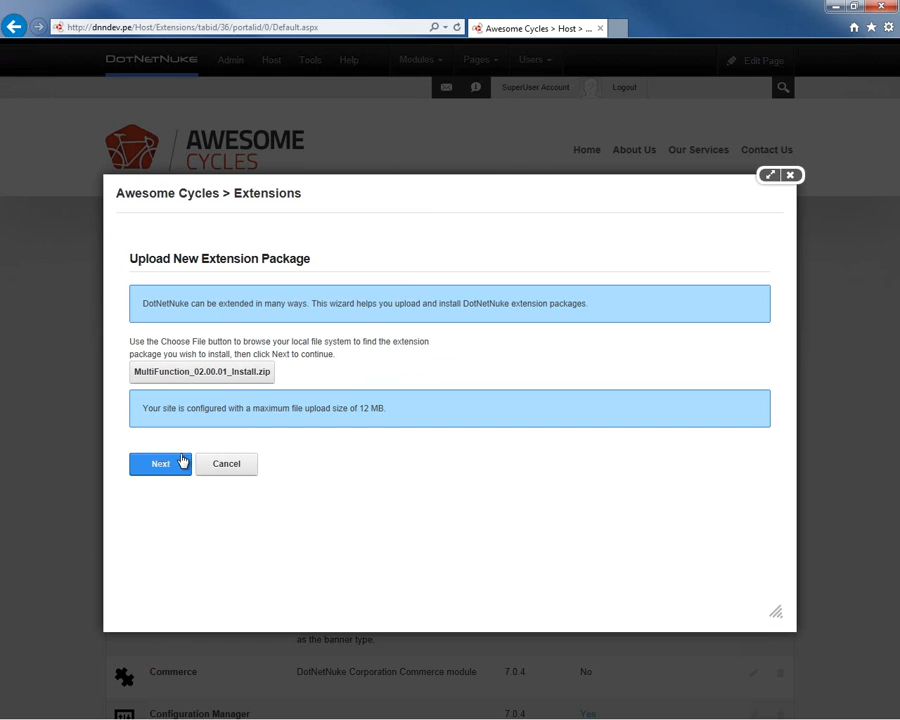 http://dnndev.pe/Host/Extensions/tabid/36/portalid/0/Default.aspx
Awesome Cycles > Host > ...
DOTNETNUKE Admin Host Tools Help Modules Pages Users Edit Page
SuperUser Account Logout
AWESOME
CYCLES
Home About Us Our Services Contact Us
Awesome Cycles > Extensions
Upload New Extension Package
DotNetNuke can be extended in many ways. This wizard helps you upload and install DotNetNuke extension packages.
Use the Choose File button to browse your local file system to find the extension
package you wish to install, then click Next to continue.
MultiFunction_02.00.01_Install.zip
Your site is configured with a maximum file upload size of 12 MB.
Next Cancel
as the banner type.
Commerce DotNetNuke Corporation Commerce module 7.0.4 No
Configuration Manager 7.0.4 Yes